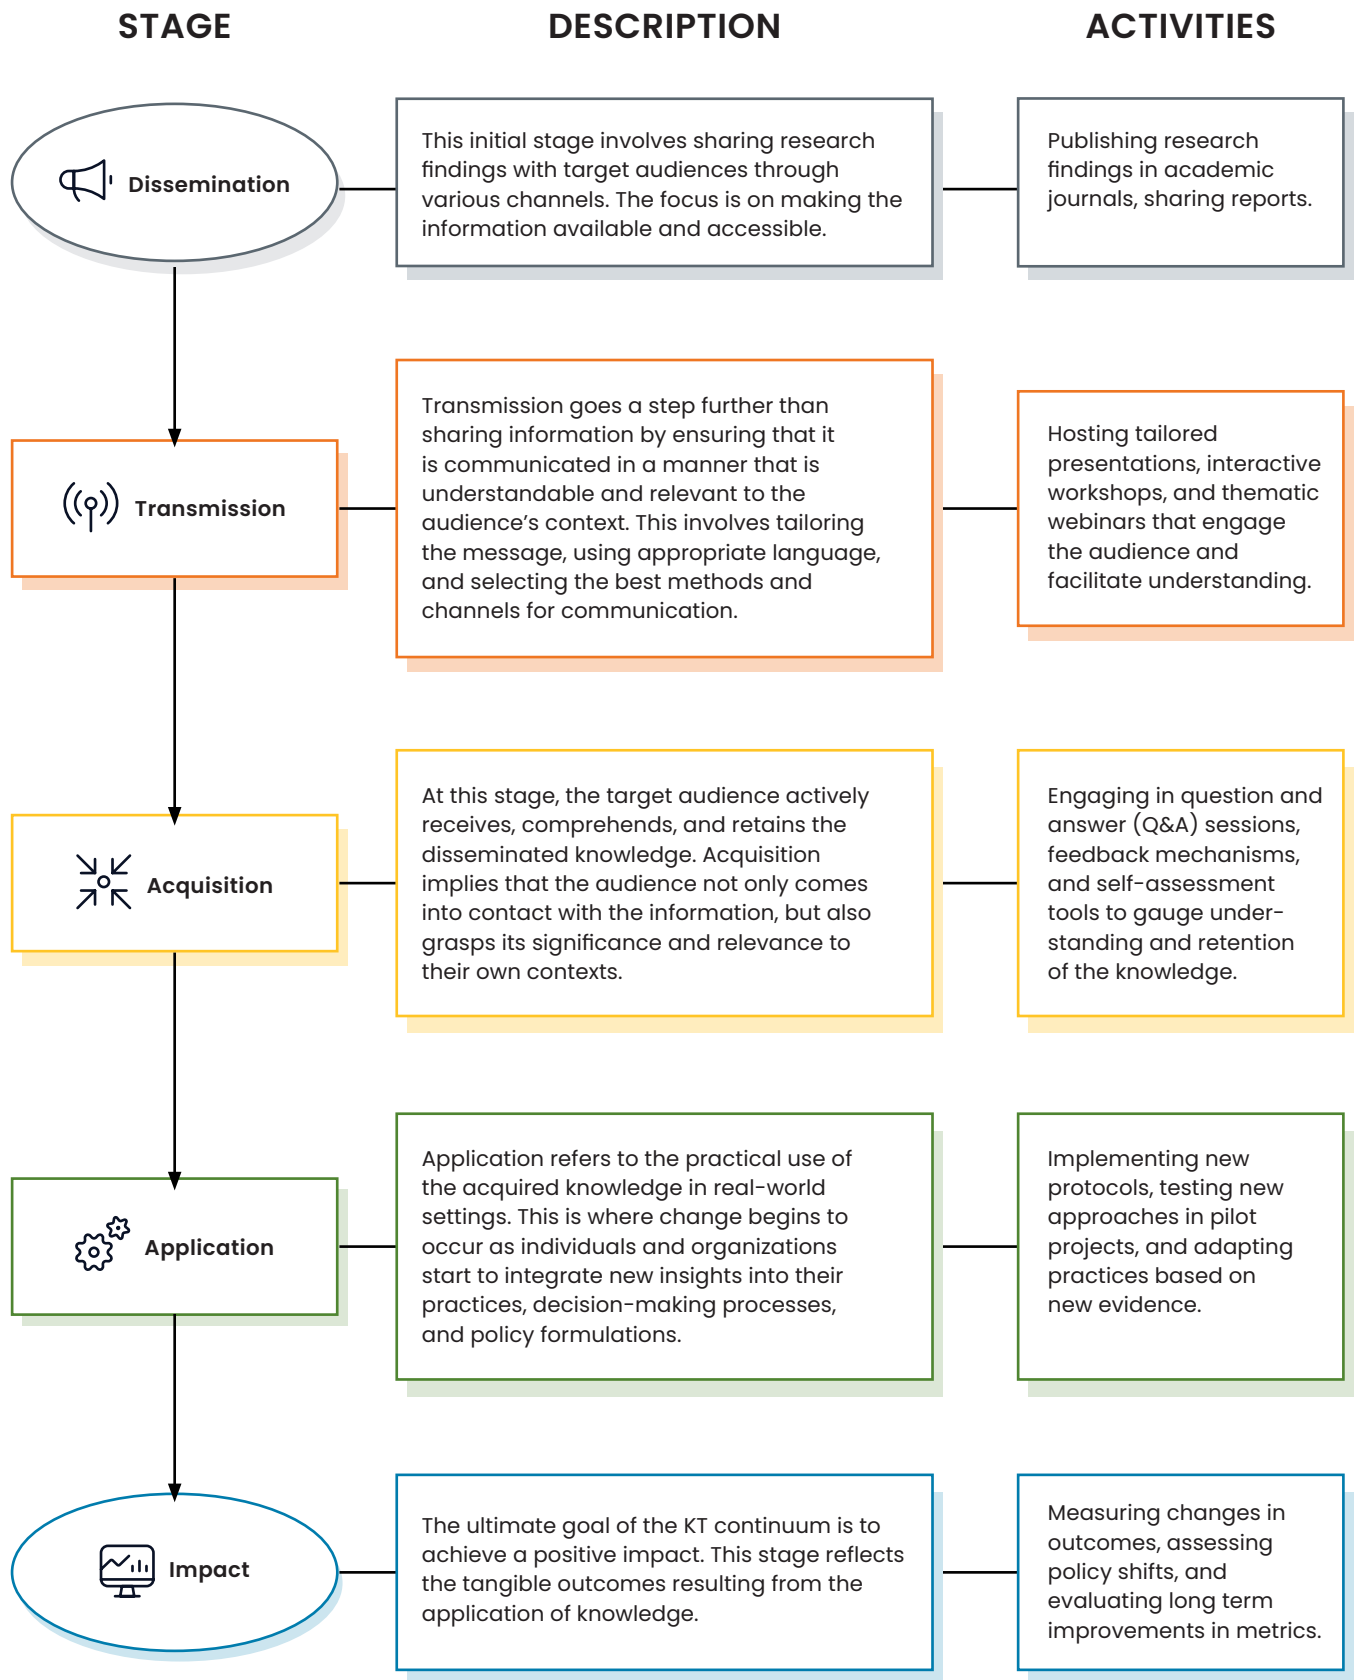 STAGE
DESCRIPTION
ACTIVITIES
Dissemination
This initial stage involves sharing research
findings with target audiences through
various channels. The focus is on making the
information available and accessible.
Publishing research
findings in academic
journals, sharing reports.
Transmission
Transmission goes a step further than
sharing information by ensuring that it
is communicated in a manner that is
understandable and relevant to the
audience’s context. This involves tailoring
the message, using appropriate language,
and selecting the best methods and
channels for communication.
Hosting tailored
presentations, interactive
workshops, and thematic
webinars that engage
the audience and
facilitate understanding.
Acquisition
At this stage, the target audience actively
receives, comprehends, and retains the
disseminated knowledge. Acquisition
implies that the audience not only comes
into contact with the information, but also
grasps its significance and relevance to
their own contexts.
Engaging in question and
answer (Q&A) sessions,
feedback mechanisms,
and self-assessment
tools to gauge under-
standing and retention
of the knowledge.
Application
Application refers to the practical use of
the acquired knowledge in real-world
settings. This is where change begins to
occur as individuals and organizations
start to integrate new insights into their
practices, decision-making processes,
and policy formulations.
Implementing new
protocols, testing new
approaches in pilot
projects, and adapting
practices based on
new evidence.
Impact
The ultimate goal of the KT continuum is to
achieve a positive impact. This stage reflects
the tangible outcomes resulting from the
application of knowledge.
Measuring changes in
outcomes, assessing
policy shifts, and
evaluating long term
improvements in metrics.